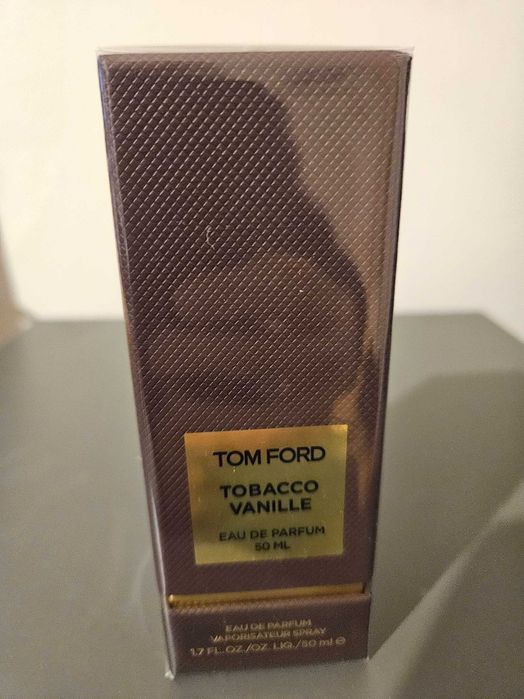 TOM FORD
TOBACCO
VANILLE
EAU DE PARFUM
50 ML
EAU DE PARFUM
VAPORISATEUR SPRAY
1.7 FL.OZ./OZ. LIQ./50 ml ℮